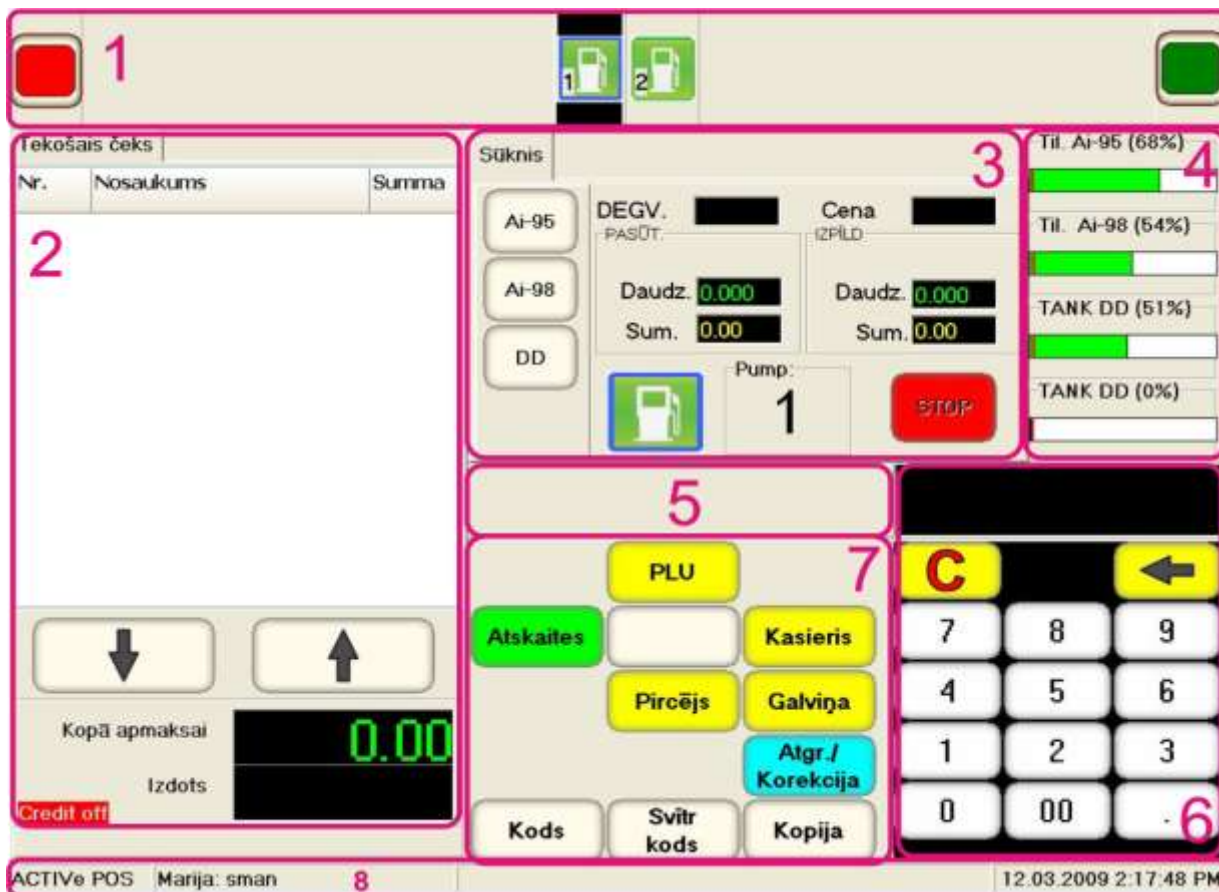 1
1
2
Tekošais čeks
Nr. Nosaukums Summa
2
Kopā apmaksai 0.00
Izdots
Credit off
Sūknis
3
Ai-95
Ai-98
DD
DEGV. Cena
PASŪT. IZPILD
Daudz. 0.000 Daudz. 0.000
Sum. 0.00 Sum. 0.00
Pump:
1
STOP
Til. Ai-95 (68%)
4
Til. Ai-98 (54%)
TANK DD (51%)
TANK DD (0%)
5
PLU
7
Atskaites Kasieris
Pircējs Galviņa
Atgr./
Korekcija
Kods Svītr
kods Kopija
C
7 8 9
4 5 6
1 2 3
0 00 .
6
ACTIVe POS Marija: sman 8 12.03.2009 2:17:48 PM